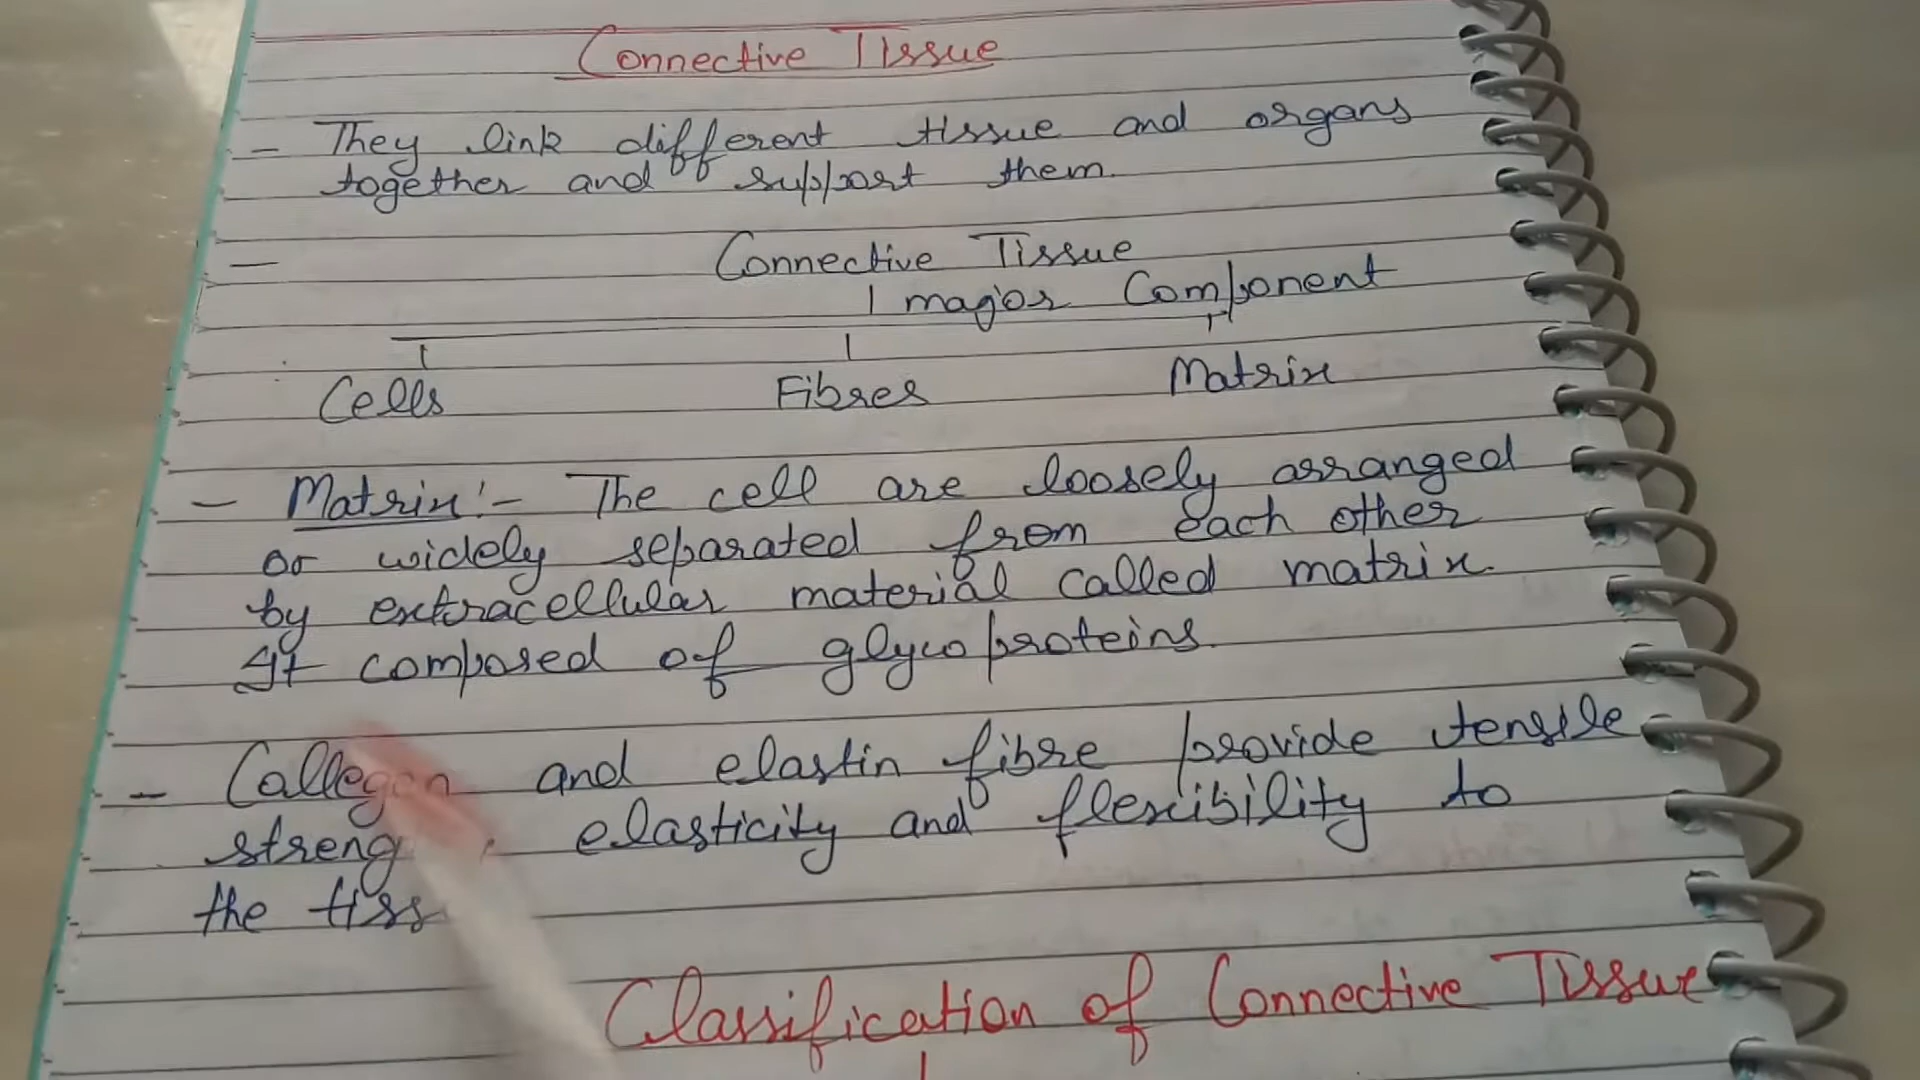 Connective Tissue
- They link different tissue and organs
together and support them.
- Connective Tissue
major Component
Cells Fibres Matrix
- Matrix:- The cell are loosely arranged
or widely separated from each other
by extracellular material called matrix.
It composed of glycoproteins.
- Collegen and elastin fibre provide tensile
elasticity and flexibility to
the
Classification of Connective Tissue